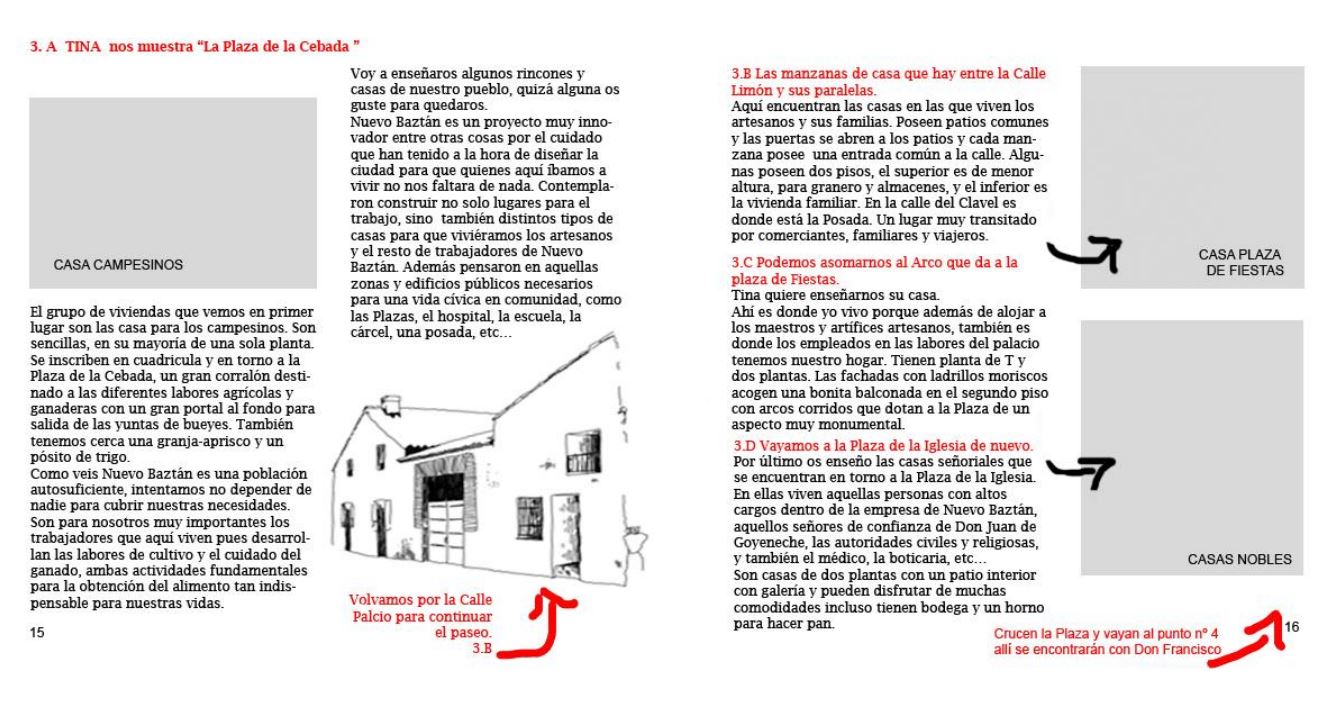 3. A  TINA  nos muestra “La Plaza de la Cebada ”
CASA CAMPESINOS
El grupo de viviendas que vemos en primer
lugar son las casa para los campesinos. Son
sencillas, en su mayoría de una sola planta.
Se inscriben en cuadricula y en torno a la
Plaza de la Cebada, un gran corralón desti-
nado a las diferentes labores agrícolas y
ganaderas con un gran portal al fondo para
salida de las yuntas de bueyes. También
tenemos cerca una granja-aprisco y un
pósito de trigo.
Como veis Nuevo Baztán es una población
autosuficiente, intentamos no depender de
nadie para cubrir nuestras necesidades.
Son para nosotros muy importantes los
trabajadores que aquí viven pues desarrol-
lan las labores de cultivo y el cuidado del
ganado, ambas actividades fundamentales
para la obtención del alimento tan indis-
pensable para nuestras vidas.
15
Voy a enseñaros algunos rincones y
casas de nuestro pueblo, quizá alguna os
guste para quedaros.
Nuevo Baztán es un proyecto muy inno-
vador entre otras cosas por el cuidado
que han tenido a la hora de diseñar la
ciudad para que quienes aquí íbamos a
vivir no nos faltara de nada. Contempla-
ron construir no solo lugares para el
trabajo, sino  también distintos tipos de
casas para que viviéramos los artesanos
y el resto de trabajadores de Nuevo
Baztán. Además pensaron en aquellas
zonas y edificios públicos necesarios
para una vida cívica en comunidad, como
las Plazas, el hospital, la escuela, la
cárcel, una posada, etc…
Volvamos por la Calle
Palcio para continuar
el paseo.
3.B
3.B Las manzanas de casa que hay entre la Calle
Limón y sus paralelas.
Aquí encuentran las casas en las que viven los
artesanos y sus familias. Poseen patios comunes
y las puertas se abren a los patios y cada man-
zana posee  una entrada común a la calle. Algu-
nas poseen dos pisos, el superior es de menor
altura, para granero y almacenes, y el inferior es
la vivienda familiar. En la calle del Clavel es
donde está la Posada. Un lugar muy transitado
por comerciantes, familiares y viajeros.
3.C Podemos asomarnos al Arco que da a la
plaza de Fiestas.
Tina quiere enseñarnos su casa.
Ahí es donde yo vivo porque además de alojar a
los maestros y artífices artesanos, también es
donde los empleados en las labores del palacio
tenemos nuestro hogar. Tienen planta de T y
dos plantas. Las fachadas con ladrillos moriscos
acogen una bonita balconada en el segundo piso
con arcos corridos que dotan a la Plaza de un
aspecto muy monumental.
3.D Vayamos a la Plaza de la Iglesia de nuevo.
Por último os enseño las casas señoriales que
se encuentran en torno a la Plaza de la Iglesia.
En ellas viven aquellas personas con altos
cargos dentro de la empresa de Nuevo Baztán,
aquellos señores de confianza de Don Juan de
Goyeneche, las autoridades civiles y religiosas,
y también el médico, la boticaria, etc…
Son casas de dos plantas con un patio interior
con galería y pueden disfrutar de muchas
comodidades incluso tienen bodega y un horno
para hacer pan.
CASA PLAZA
DE FIESTAS
CASAS NOBLES
Crucen la Plaza y vayan al punto nº 4
allí se encontrarán con Don Francisco
16